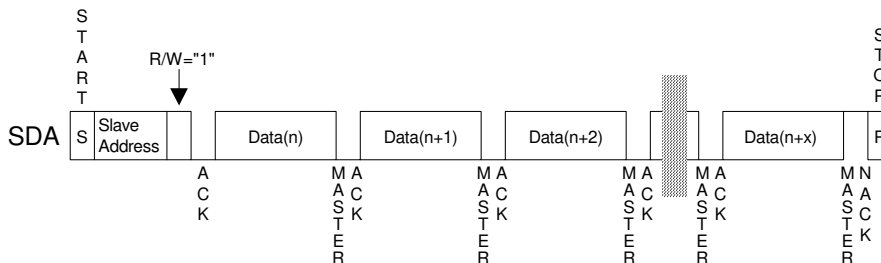 START
STOP
R/W="1"
SDA
S
Slave
Address
Data(n)
Data(n+1)
Data(n+2)
Data(n+x)
P
ACK
MASTER ACK
MASTER ACK
MASTER ACK
MASTER ACK
MASTER NACK